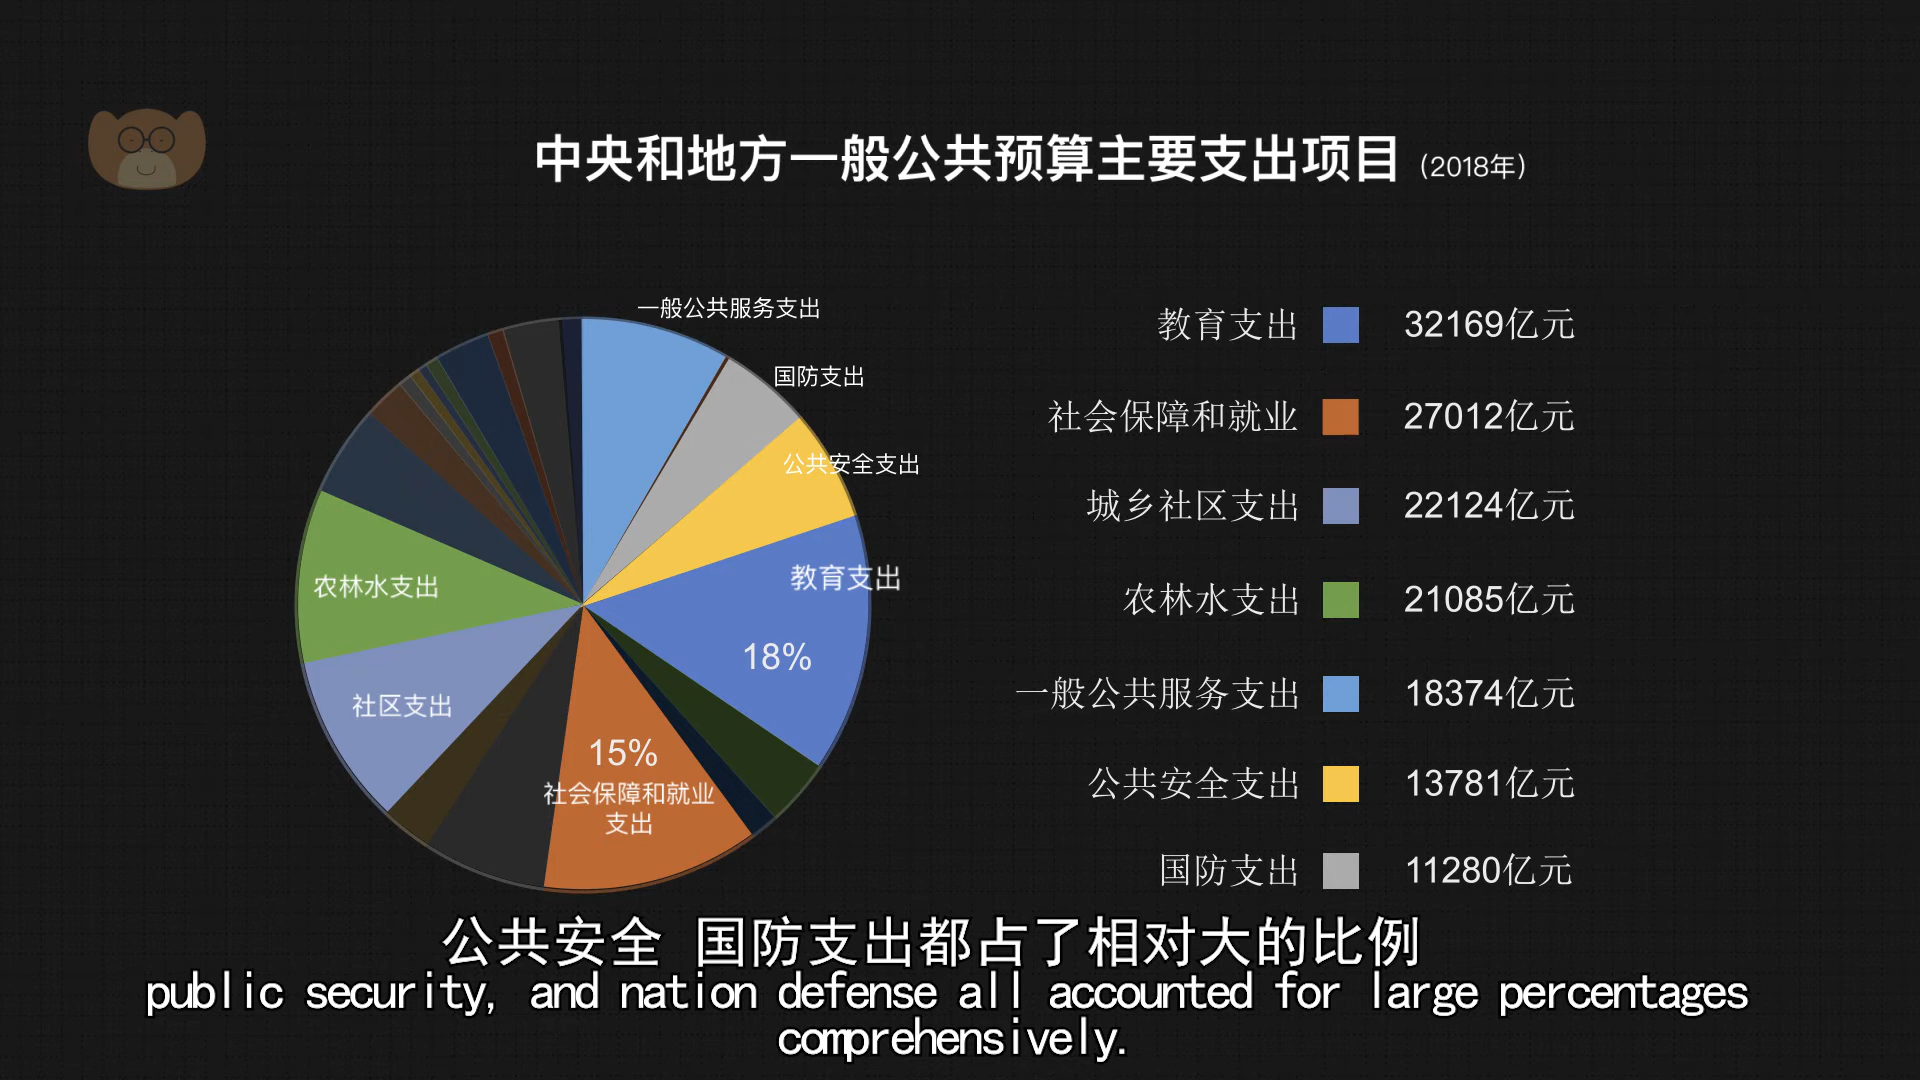 中央和地方一般公共预算主要支出项目 (2018年)
一般公共服务支出
国防支出
公共安全支出
教育支出
18%
15%
社会保障和就业
支出
社区支出
农林水支出
教育支出 32169亿元
社会保障和就业 27012亿元
城乡社区支出 22124亿元
农林水支出 21085亿元
一般公共服务支出 18374亿元
公共安全支出 13781亿元
国防支出 11280亿元
公共安全 国防支出都占了相对大的比例
public security, and nation defense all accounted for large percentages
comprehensively.